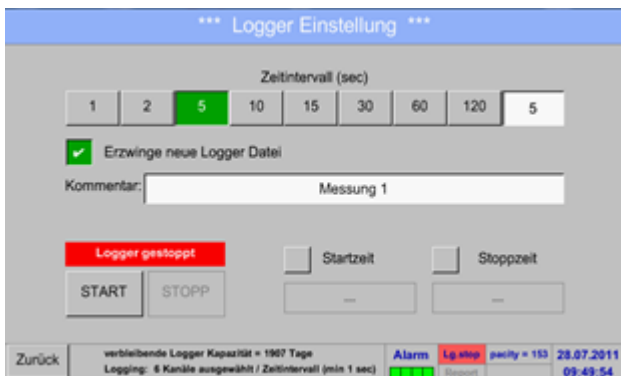 *** Logger Einstellung ***
Zeitintervall (sec)
1 2 5 10 15 30 60 120 5
Erzwinge neue Logger Datei
Kommentar: Messung 1
Logger gestoppt
Startzeit Stoppzeit
START STOPP --- ---
Zurück
verbleibende Logger Kapazität = 1907 Tage
Logging: 6 Kanäle ausgewählt / Zeitintervall (min 1 sec)
Alarm
Lg.stop
Report
pacity = 153
28.07.2011
09:49:54